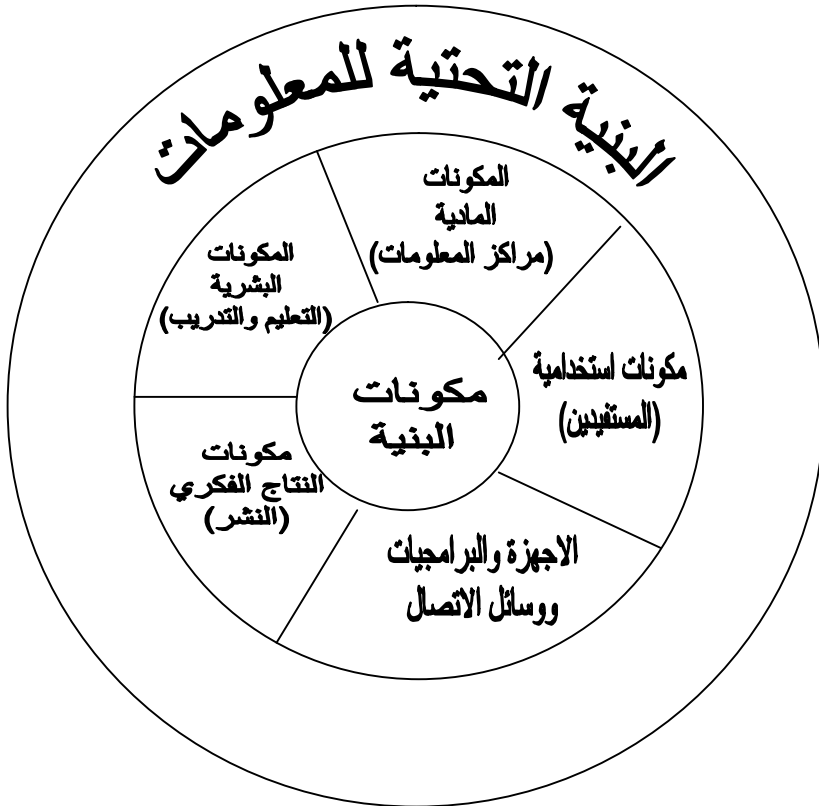 البنية التحتية للمعلومات
المكونات
المادية
(مراكز المعلومات)
مكونات استخدامية
(المستفيدين)
الاجهزة والبرامجيات
ووسائل الاتصال
مكونات
النتاج الفكري
(النشر)
المكونات
البشرية
(التعليم والتدريب)
مكونات
البنية